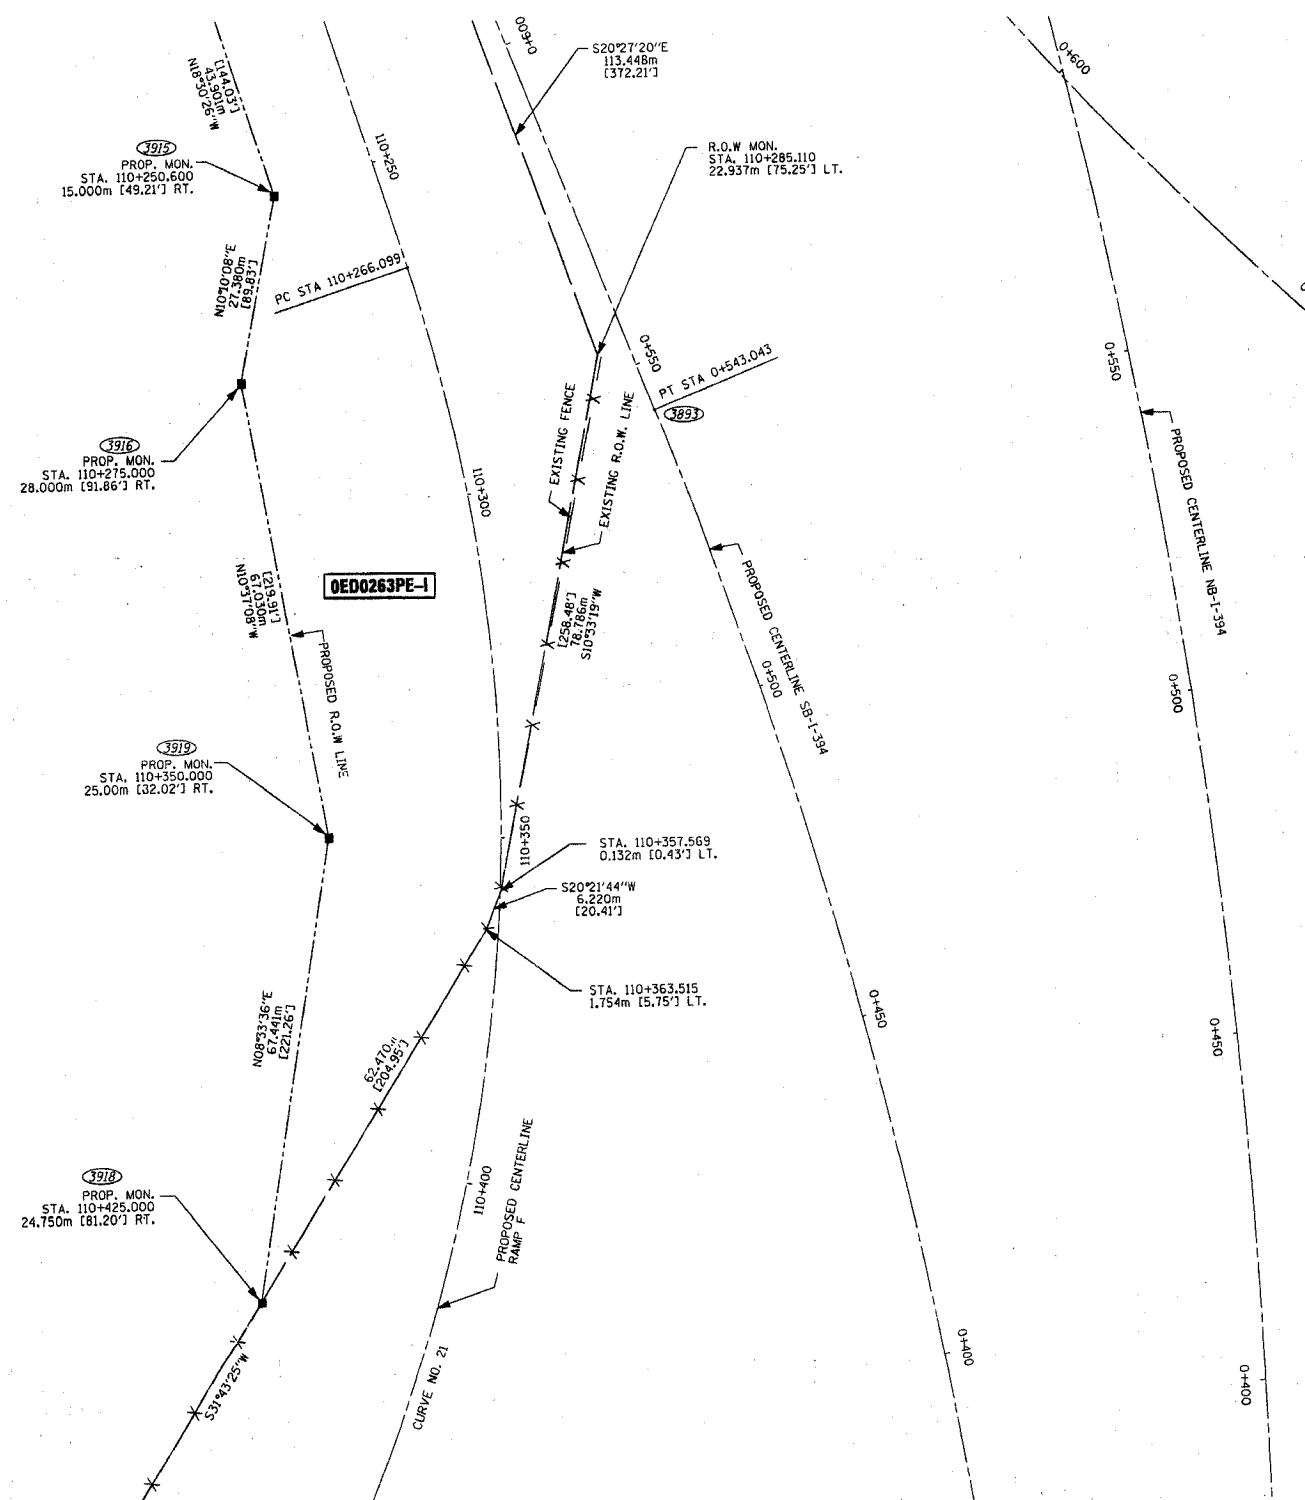 [144.03']
43.901m
N18°30'26"W
110+250
0+600
S20°27'20"E
113.448m
[372.21']
0+600
3915
PROP. MON.
STA. 110+250.600
15.000m [49.21'] RT.
R.O.W MON.
STA. 110+285.110
22.937m [75.25'] LT.
N10°10'08"E
27.380m
[89.83']
PC STA 110+266.099
0+550
PT STA 0+543.043
3893
0+550
3916
PROP. MON.
STA. 110+275.000
28.000m [91.86'] RT.
110+300
EXISTING FENCE
EXISTING R.O.W. LINE
PROPOSED CENTERLINE NB-I-394
[219.91']
67.030m
N10°37'08"W
0ED0263PE-I
[258.48']
78.786m
S10°33'19"W
PROPOSED CENTERLINE SB-I-394
0+500
0+500
PROPOSED R.O.W LINE
3919
PROP. MON.
STA. 110+350.000
25.00m [32.02'] RT.
110+350
STA. 110+357.569
0.132m [0.43'] LT.
S20°21'44"W
6.220m
[20.41']
STA. 110+363.515
1.754m [5.75'] LT.
0+450
0+450
N08°33'36"E
67.441m
[221.26']
62.470m
[204.95']
3918
PROP. MON.
STA. 110+425.000
24.750m [81.20'] RT.
110+400
PROPOSED CENTERLINE
RAMP F
0+400
0+400
S31°43'25"W
CURVE NO. 21